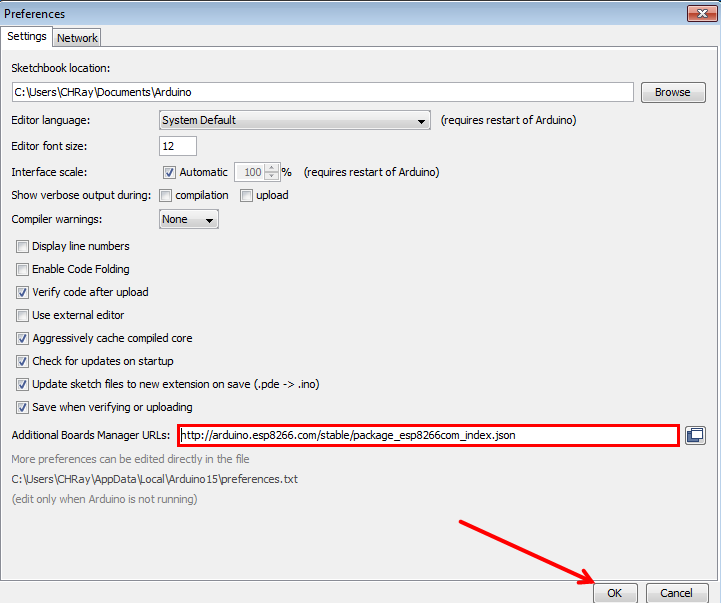 Preferences
Settings Network
Sketchbook location:
C:\Users\CHRay\Documents\Arduino Browse
Editor language: System Default (requires restart of Arduino)
Editor font size: 12
Interface scale: Automatic 100 % (requires restart of Arduino)
Show verbose output during: compilation upload
Compiler warnings: None
Display line numbers
Enable Code Folding
Verify code after upload
Use external editor
Aggressively cache compiled core
Check for updates on startup
Update sketch files to new extension on save (.pde -> .ino)
Save when verifying or uploading
Additional Boards Manager URLs: http://arduino.esp8266.com/stable/package_esp8266com_index.json
More preferences can be edited directly in the file
C:\Users\CHRay\AppData\Local\Arduino15\preferences.txt
(edit only when Arduino is not running)
OK Cancel